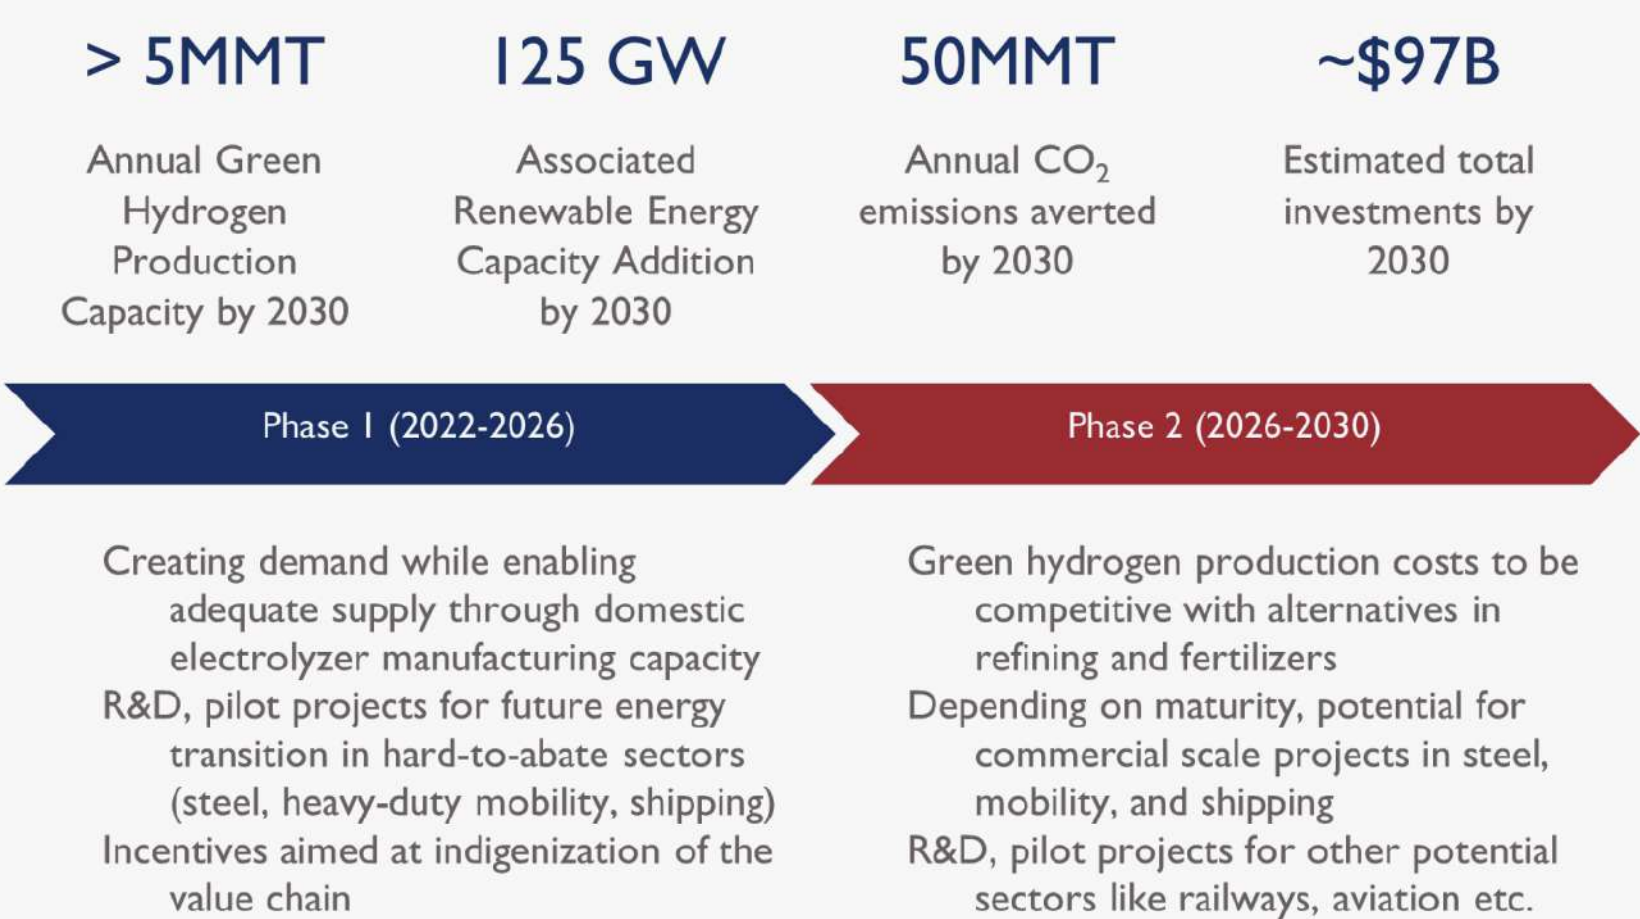 > 5MMT
Annual Green
Hydrogen
Production
Capacity by 2030
125 GW
Associated
Renewable Energy
Capacity Addition
by 2030
50MMT
Annual CO₂
emissions averted
by 2030
~$97B
Estimated total
investments by
2030
Phase 1 (2022-2026)
Creating demand while enabling
adequate supply through domestic
electrolyzer manufacturing capacity
R&D, pilot projects for future energy
transition in hard-to-abate sectors
(steel, heavy-duty mobility, shipping)
Incentives aimed at indigenization of the
value chain
Phase 2 (2026-2030)
Green hydrogen production costs to be
competitive with alternatives in
refining and fertilizers
Depending on maturity, potential for
commercial scale projects in steel,
mobility, and shipping
R&D, pilot projects for other potential
sectors like railways, aviation etc.